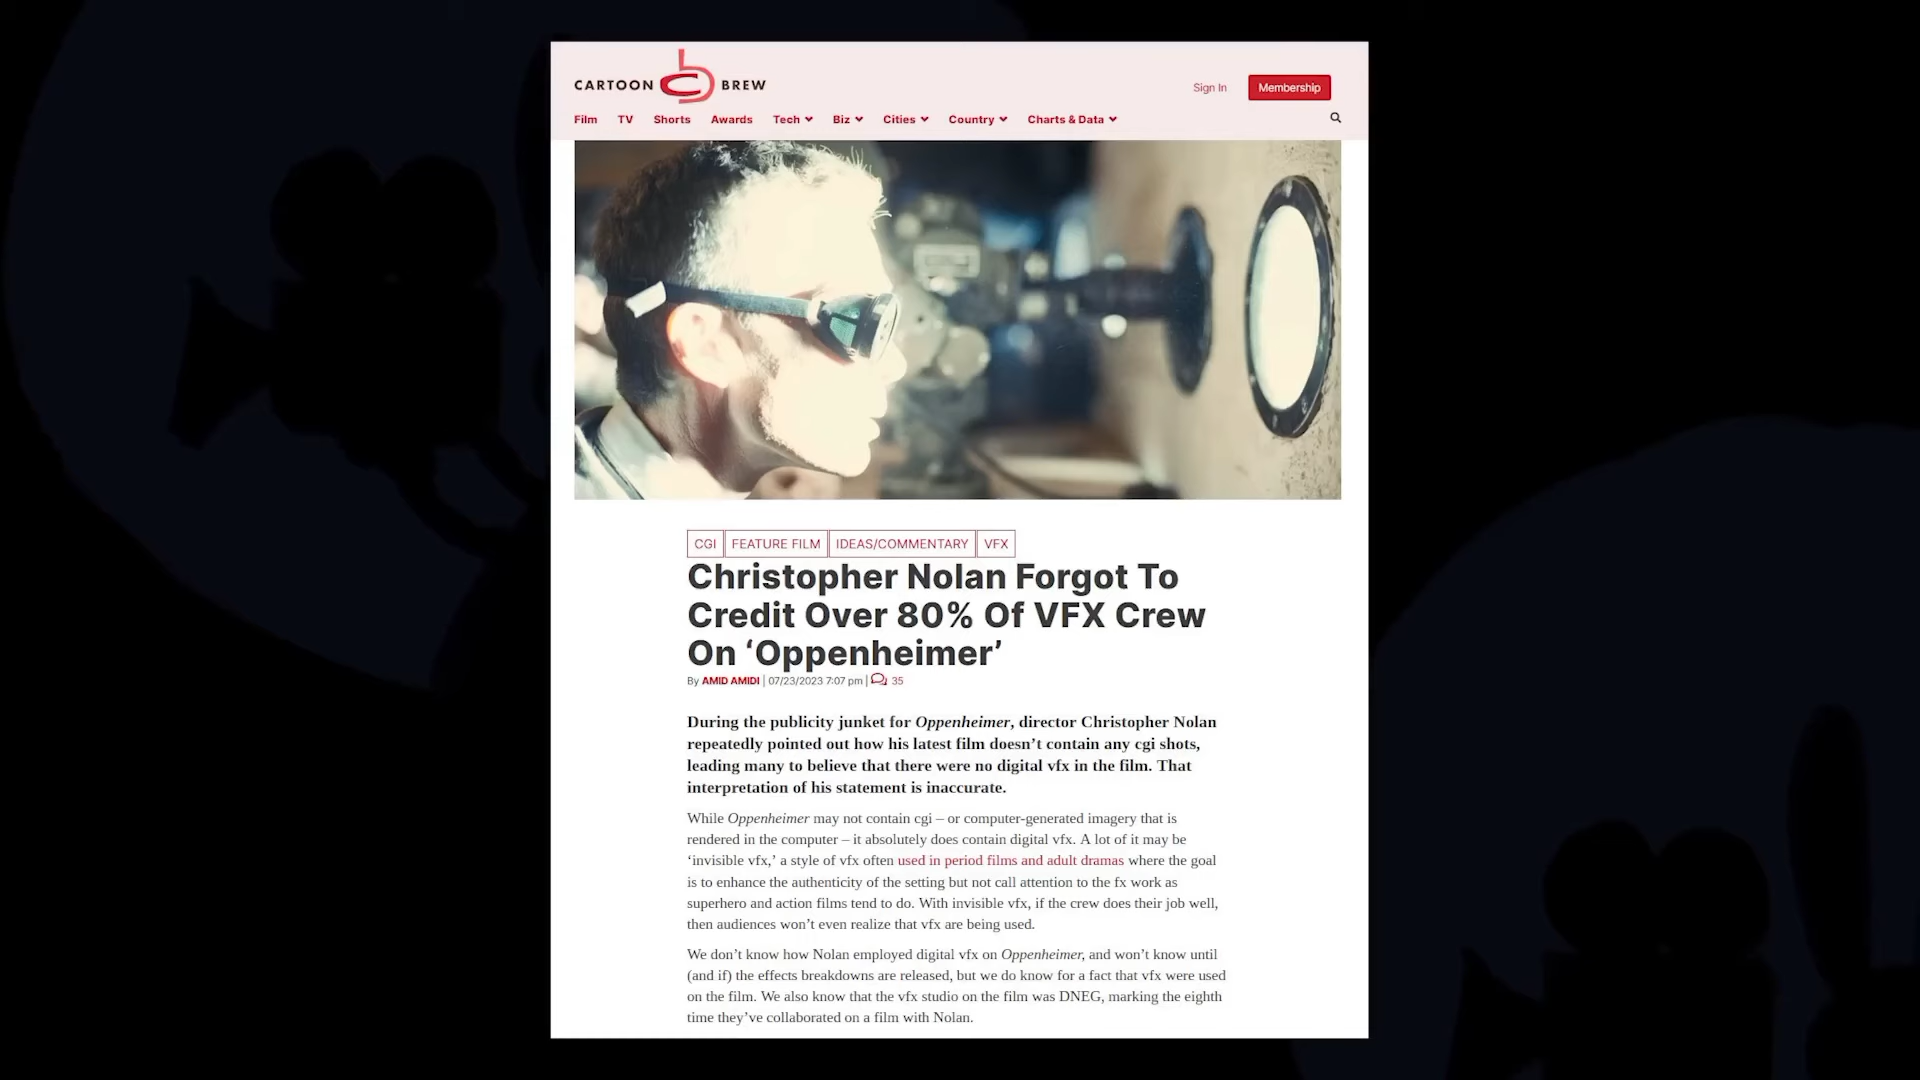 CARTOON BREW
Sign In
Membership
Film TV Shorts Awards Tech Biz Cities Country Charts & Data
CGI FEATURE FILM IDEAS/COMMENTARY VFX
Christopher Nolan Forgot To
Credit Over 80% Of VFX Crew
On ‘Oppenheimer’
By AMID AMIDI | 07/23/2023 7:07 pm | 35
During the publicity junket for Oppenheimer, director Christopher Nolan
repeatedly pointed out how his latest film doesn’t contain any cgi shots,
leading many to believe that there were no digital vfx in the film. That
interpretation of his statement is inaccurate.
While Oppenheimer may not contain cgi – or computer-generated imagery that is
rendered in the computer – it absolutely does contain digital vfx. A lot of it may be
‘invisible vfx,’ a style of vfx often used in period films and adult dramas where the goal
is to enhance the authenticity of the setting but not call attention to the fx work as
superhero and action films tend to do. With invisible vfx, if the crew does their job well,
then audiences won’t even realize that vfx are being used.
We don’t know how Nolan employed digital vfx on Oppenheimer, and won’t know until
(and if) the effects breakdowns are released, but we do know for a fact that vfx were used
on the film. We also know that the vfx studio on the film was DNEG, marking the eighth
time they’ve collaborated on a film with Nolan.